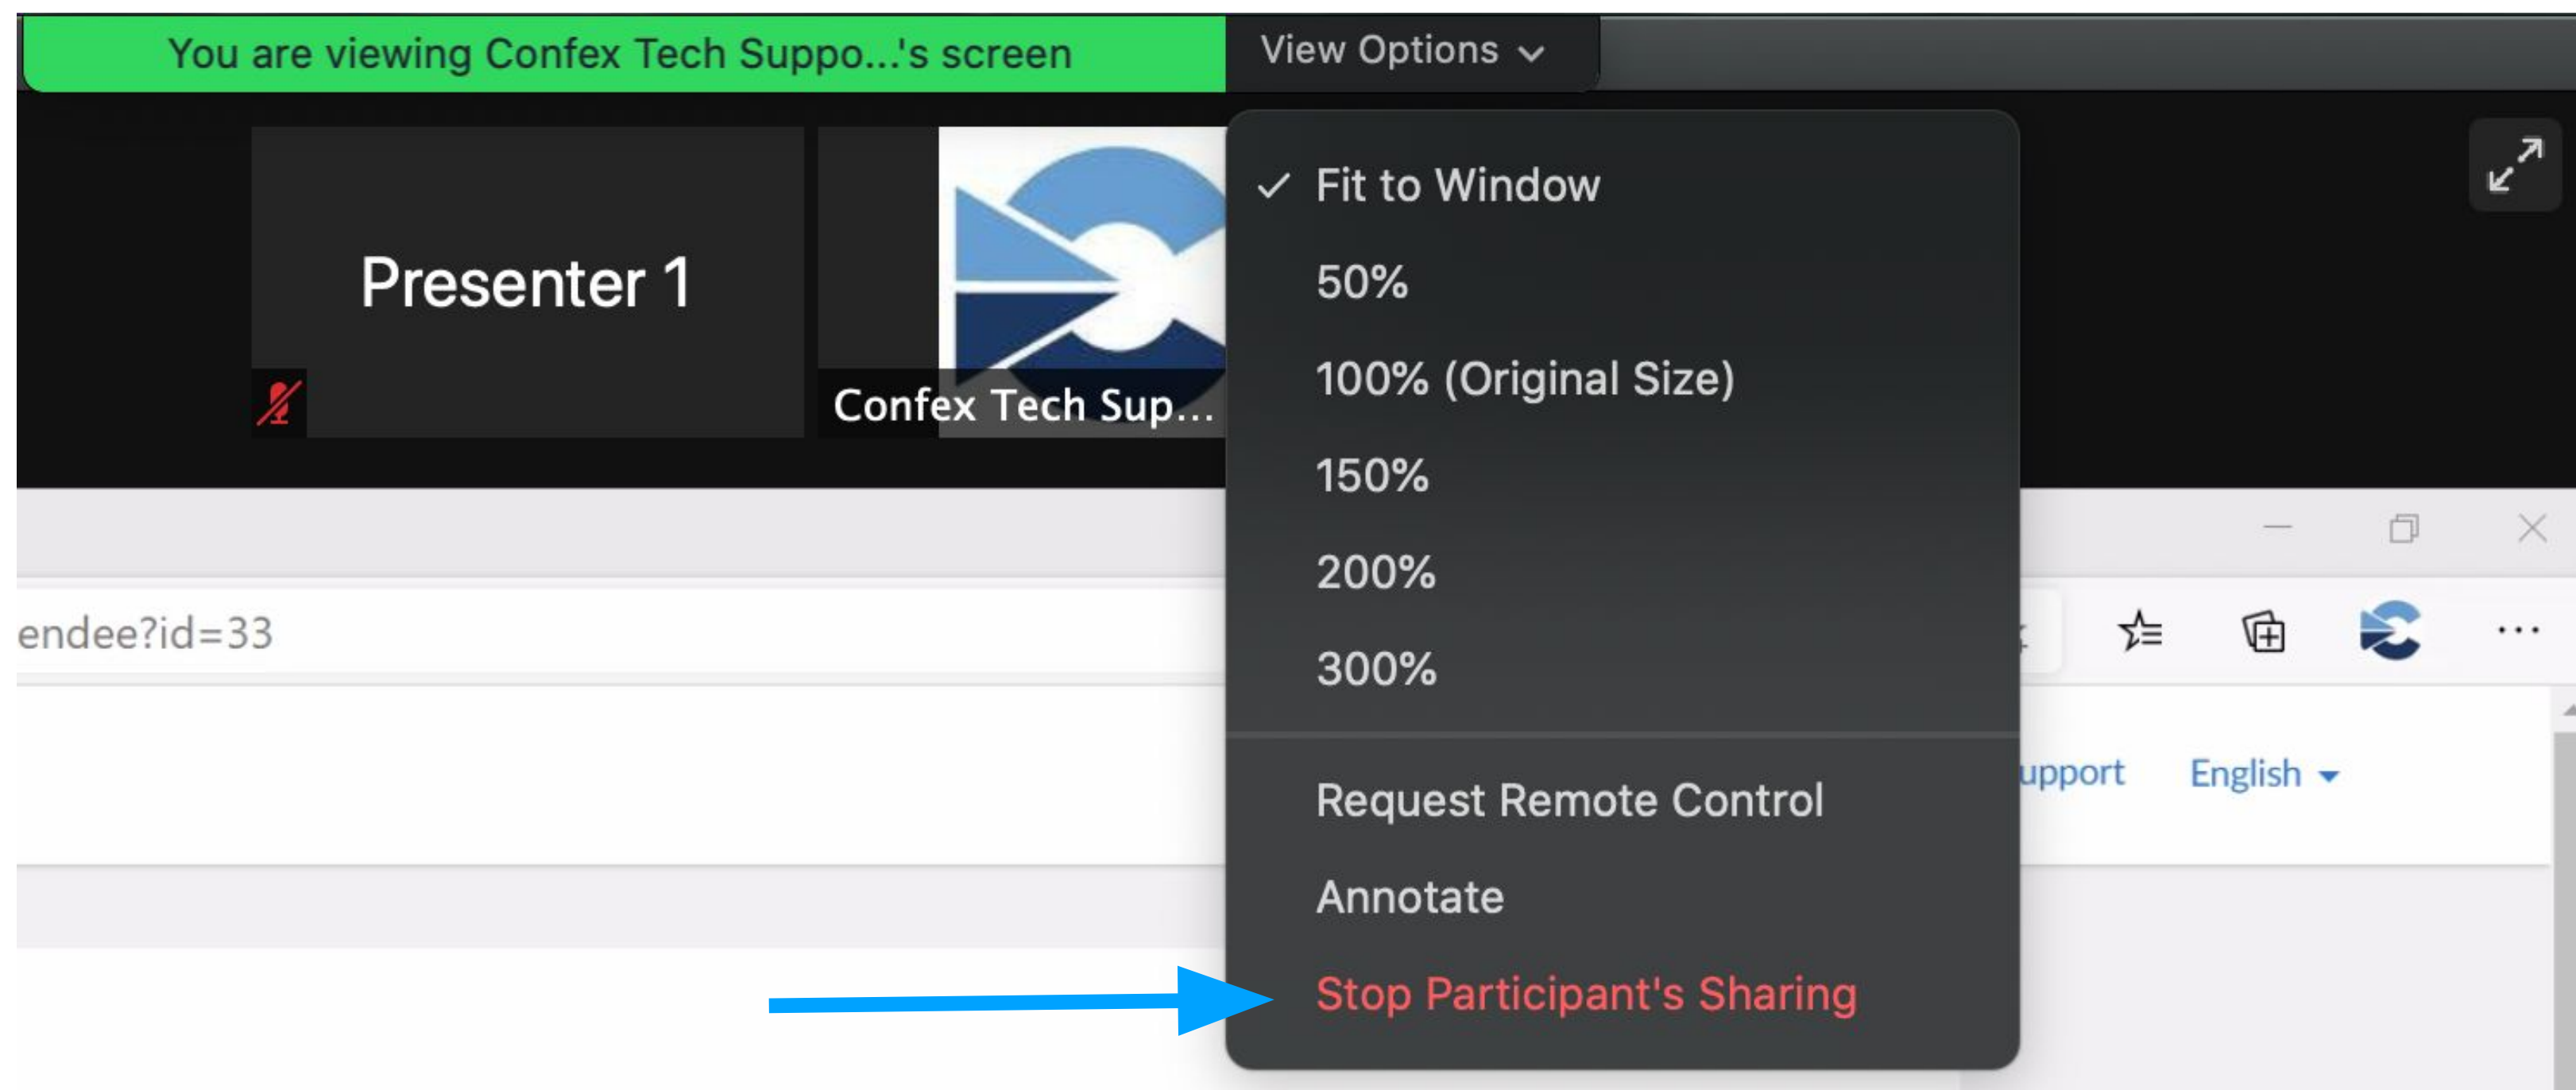 You are viewing Confex Tech Suppo...'s screen
View Options
Presenter 1
Confex Tech Sup...
Fit to Window
50%
100% (Original Size)
150%
200%
300%
endee?id=33
upport
English
Request Remote Control
Annotate
Stop Participant's Sharing